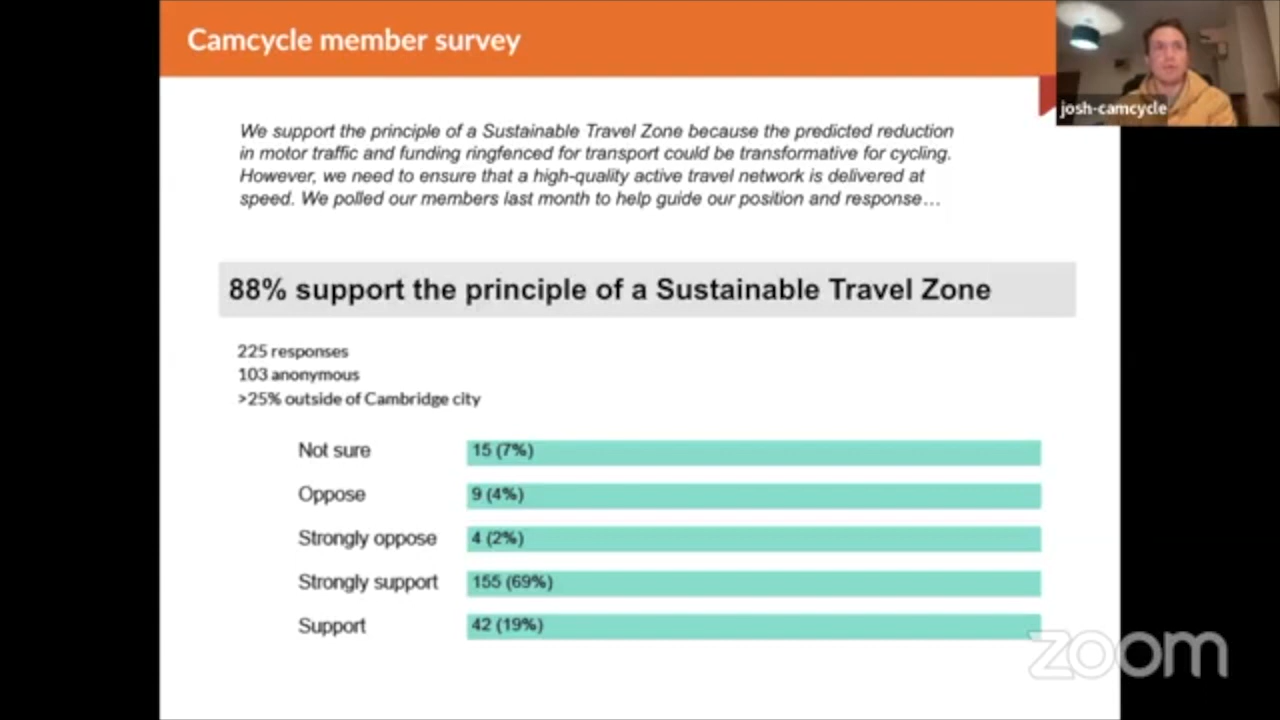 Camcycle member survey
josh-camcycle
We support the principle of a Sustainable Travel Zone because the predicted reduction
in motor traffic and funding ringfenced for transport could be transformative for cycling.
However, we need to ensure that a high-quality active travel network is delivered at
speed. We polled our members last month to help guide our position and response…
88% support the principle of a Sustainable Travel Zone
225 responses
103 anonymous
>25% outside of Cambridge city
Not sure 15 (7%)
Oppose 9 (4%)
Strongly oppose 4 (2%)
Strongly support 155 (69%)
Support 42 (19%)
zoom